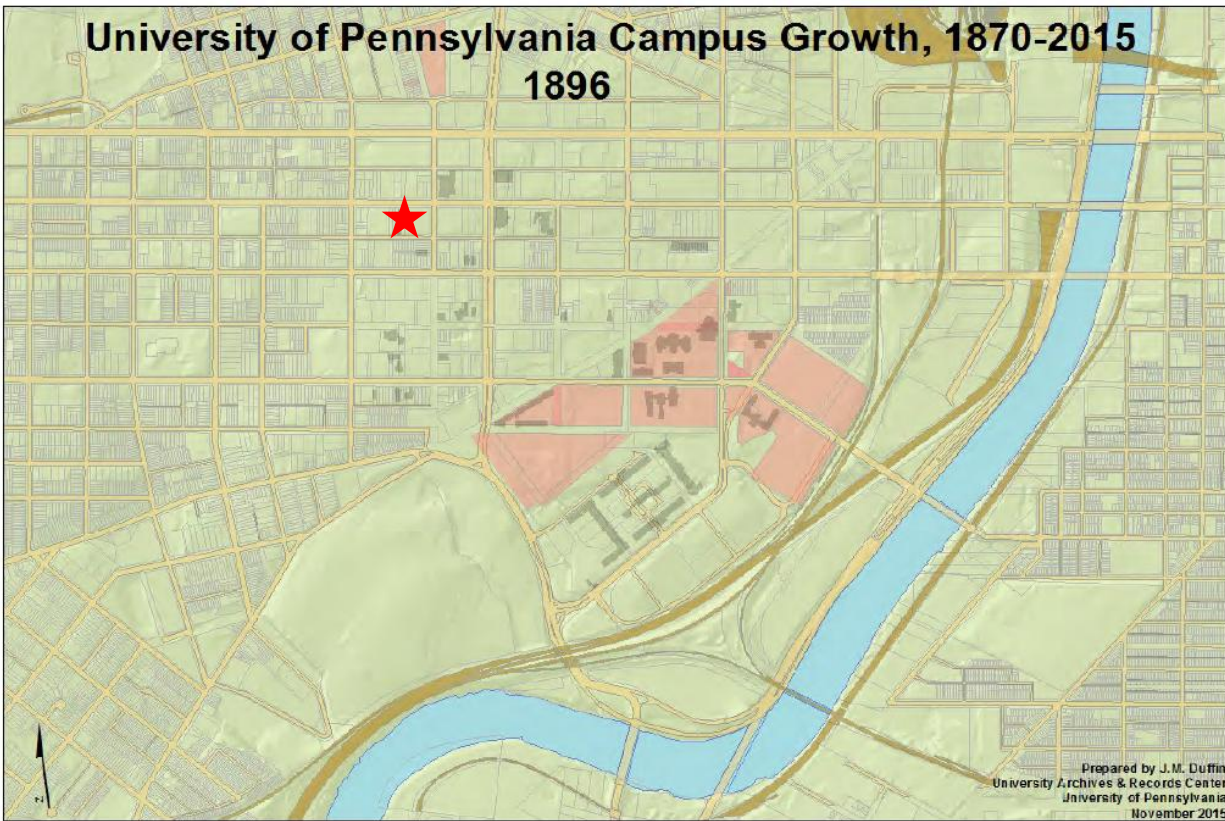 University of Pennsylvania Campus Growth, 1870-2015
1896
Z
Prepared by J.M. Duffin
University Archives & Records Center
University of Pennsylvania
November 2015